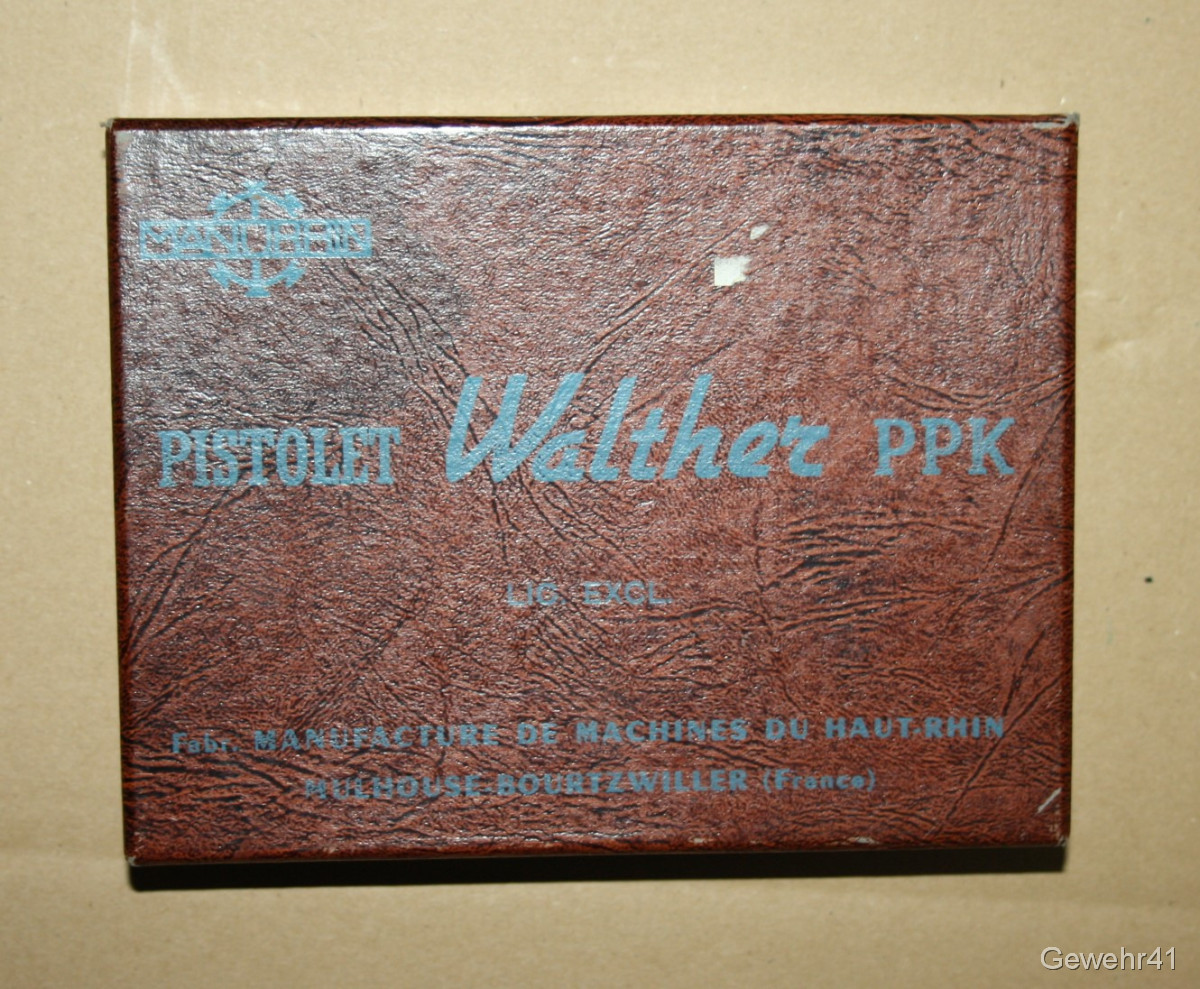 MANURHIN
PISTOLET Walther PPK
LIC. EXCL.
Fabr. MANUFACTURE DE MACHINES DU HAUT-RHIN
MULHOUSE-BOURTZWILLER (France)
Gewehr41